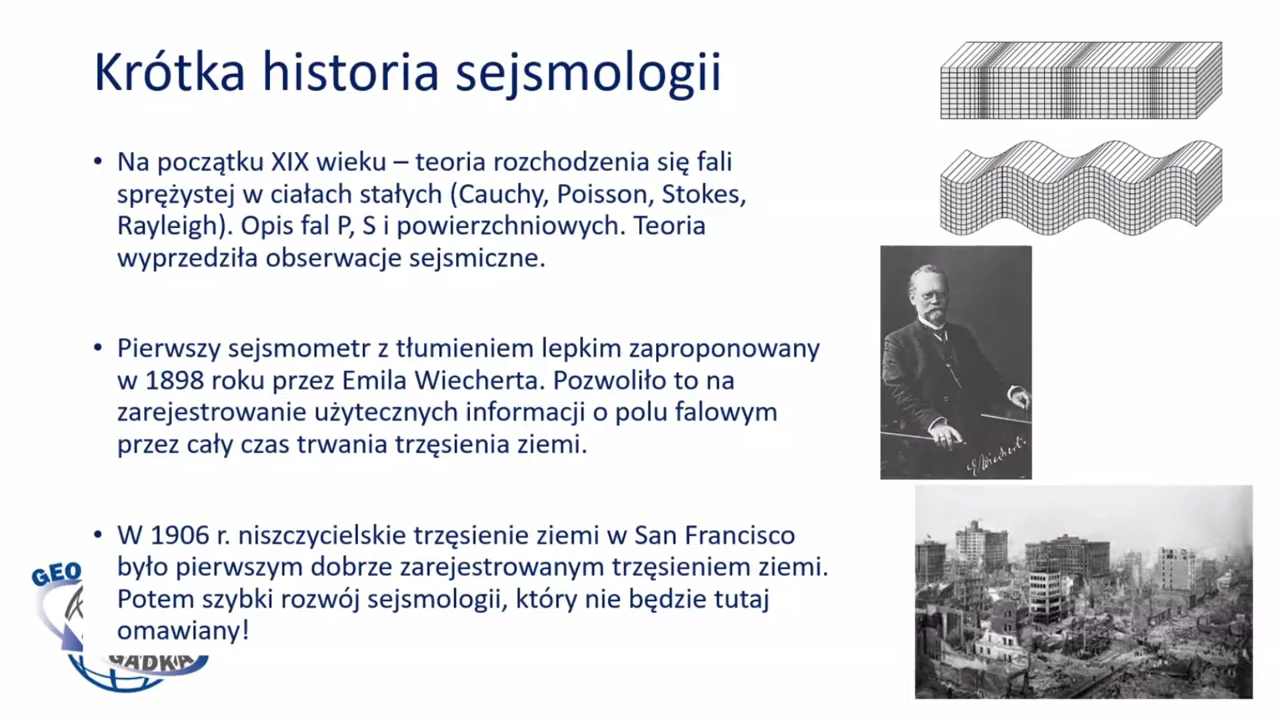 Krótka historia sejsmologii
• Na początku XIX wieku – teoria rozchodzenia się fali
sprężystej w ciałach stałych (Cauchy, Poisson, Stokes,
Rayleigh). Opis fal P, S i powierzchniowych. Teoria
wyprzedziła obserwacje sejsmiczne.
• Pierwszy sejsmometr z tłumieniem lepkim zaproponowany
w 1898 roku przez Emila Wiecherta. Pozwoliło to na
zarejestrowanie użytecznych informacji o polu falowym
przez cały czas trwania trzęsienia ziemi.
E. Wiechert.
• W 1906 r. niszczycielskie trzęsienie ziemi w San Francisco
było pierwszym dobrze zarejestrowanym trzęsieniem ziemi.
Potem szybki rozwój sejsmologii, który nie będzie tutaj
omawiany!
GEO
GADKA